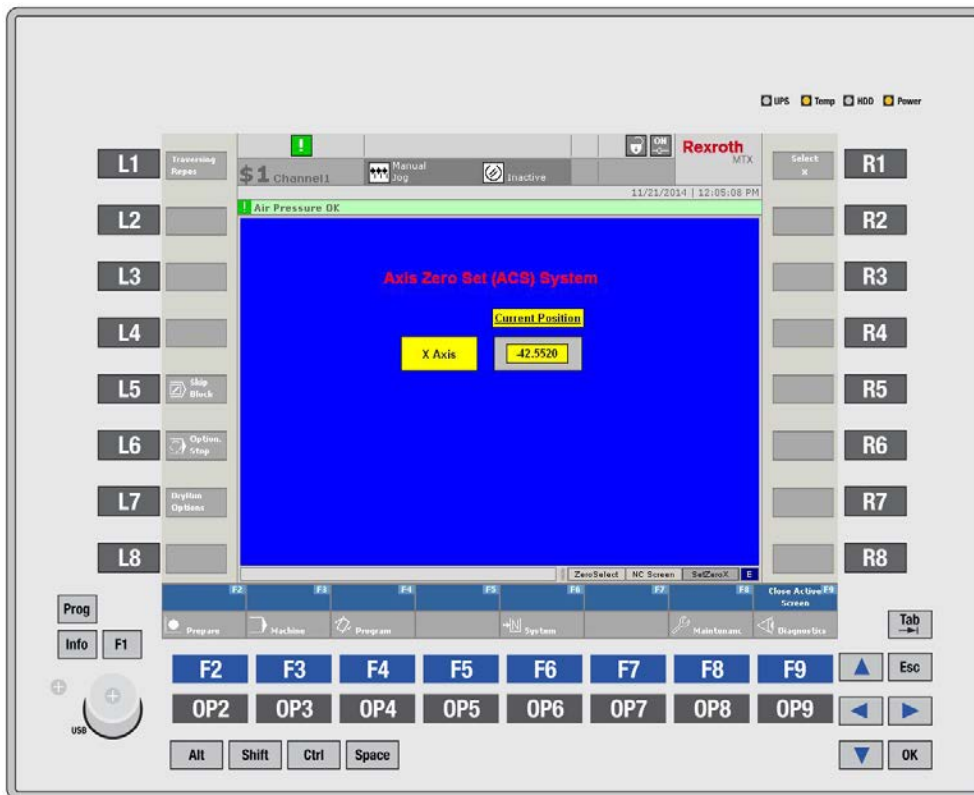 UPS Temp HDD Power
L1 Traversing Repos
! ON Rexroth MTX
$1 Channel1 Manual Jog Inactive
Select X R1
11/21/2014 | 12:05:08 PM
! Air Pressure OK
L2 R2
Axis Zero Set (ACS) System
L3 R3
Current Position
L4 R4
X Axis -42.5520
L5 Skip Block R5
L6 Option. Stop R6
L7 DryRun Options R7
L8 R8
ZeroSelect NC Screen SetZeroX E
F2 F3 F4 F5 F6 F7 F8 Close Active F9
Screen
Prepare Machine Program System Maintenanc Diagnostics
Prog
Info F1
Tab
F2 F3 F4 F5 F6 F7 F8 F9 Esc
OP2 OP3 OP4 OP5 OP6 OP7 OP8 OP9
USB
Alt Shift Ctrl Space OK